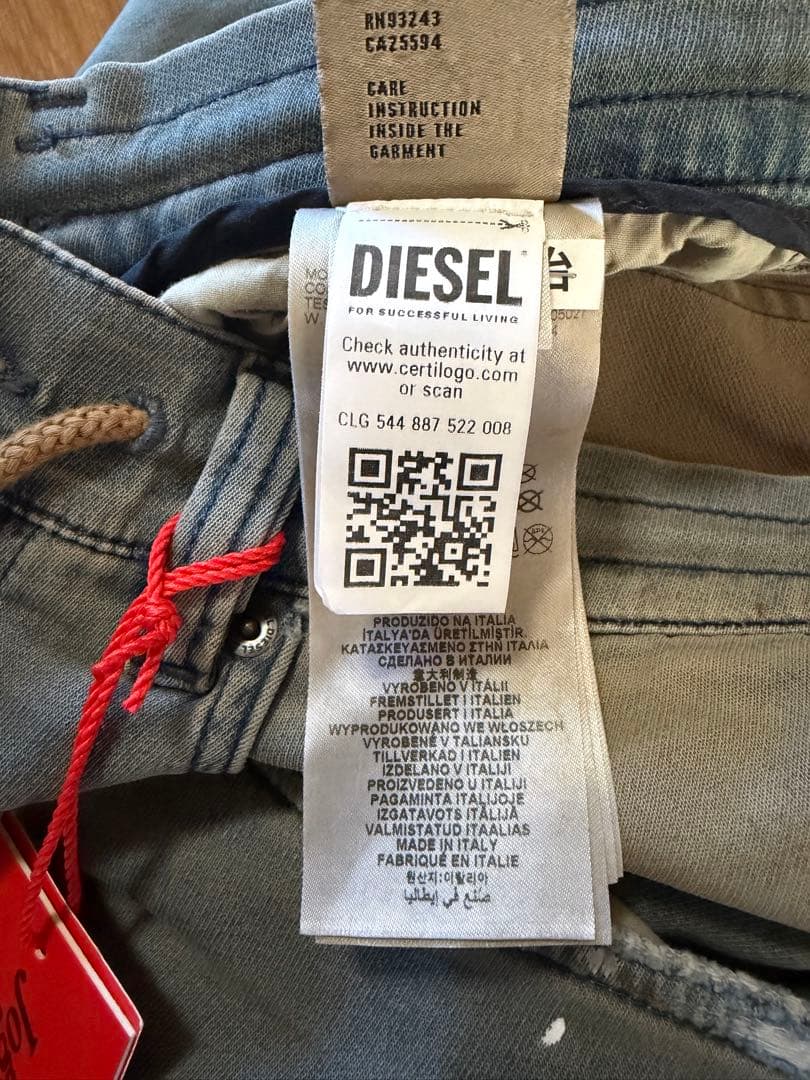 RN93243
CA25594
CARE
INSTRUCTION
INSIDE THE
GARMENT
DIESEL
FOR SUCCESSFUL LIVING
Check authenticity at
www.certilogo.com
or scan
CLG 544 887 522 008
PRODUZIDO NA ITALIA
İTALYA'DA ÜRETİLMİŞTİR.
ΚΑΤΑΣΚΕΥΑΣΜΕΝΟ ΣΤΗΝ ΙΤΑΛΙΑ
СДЕЛАНО В ИТАЛИИ
意大利制造
VYROBENO V ITÁLII
FREMSTILLET I ITALIEN
PRODUSERT I ITALIA
WYPRODUKOWANO WE WŁOSZECH
VYROBENÉ V TALIANSKU
TILLVERKAD I ITALIEN
IZDELANO V ITALIJI
PROIZVEDENO U ITALIJI
PAGAMINTA ITALIJOJE
IZGATAVOTS ITĀLIJĀ
VALMISTATUD ITAALIAS
MADE IN ITALY
FABRIQUÉ EN ITALIE
원산지:이탈리아
صنع في إيطاليا
DIESEL